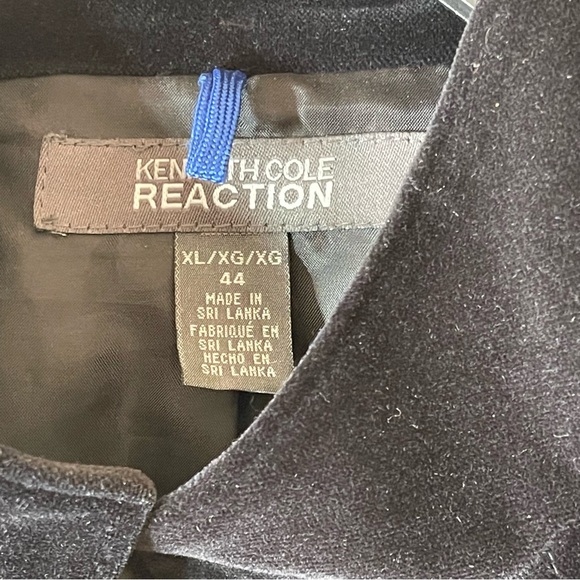 KEN TH COLE
REACTION
XL/XG/XG
44
MADE IN
SRI LANKA
FABRIQUÉ EN
SRI LANKA
HECHO EN
SRI LANKA